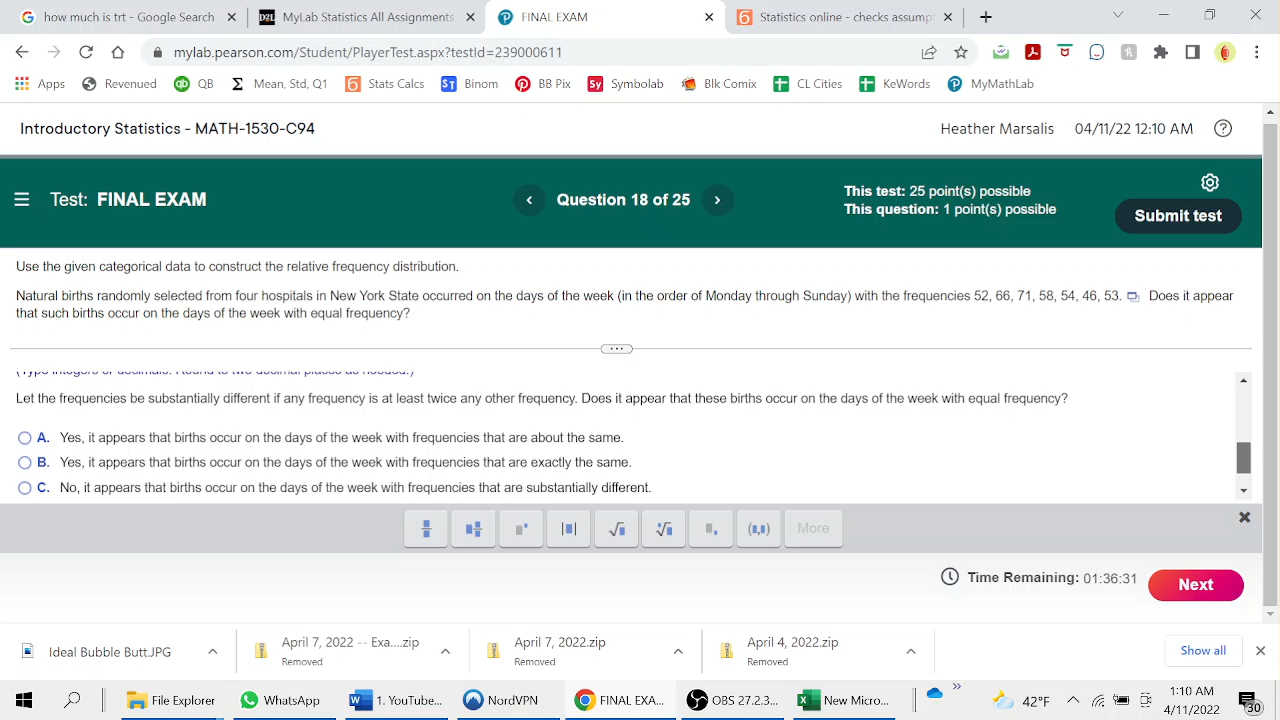 how much is trt - Google Search
D2L MyLab Statistics All Assignments
FINAL EXAM
Statistics online - checks assump
mylab.pearson.com/Student/PlayerTest.aspx?testId=239000611
Apps Revenued QB Mean, Std, Q1 Stats Calcs Binom BB Pix Symbolab Blk Comix CL Cities KeWords MyMathLab
Introductory Statistics - MATH-1530-C94
Heather Marsalis 04/11/22 12:10 AM
Test: FINAL EXAM
Question 18 of 25
This test: 25 point(s) possible
This question: 1 point(s) possible
Submit test
Use the given categorical data to construct the relative frequency distribution.
Natural births randomly selected from four hospitals in New York State occurred on the days of the week (in the order of Monday through Sunday) with the frequencies 52, 66, 71, 58, 54, 46, 53. Does it appear
that such births occur on the days of the week with equal frequency?
(Type integers or decimals. Round to two decimal places as needed.)
Let the frequencies be substantially different if any frequency is at least twice any other frequency. Does it appear that these births occur on the days of the week with equal frequency?
A. Yes, it appears that births occur on the days of the week with frequencies that are about the same.
B. Yes, it appears that births occur on the days of the week with frequencies that are exactly the same.
C. No, it appears that births occur on the days of the week with frequencies that are substantially different.
More
Time Remaining: 01:36:31
Next
Ideal Bubble Butt.JPG
April 7, 2022 -- Exa....zip
Removed
April 7, 2022.zip
Removed
April 4, 2022.zip
Removed
Show all
File Explorer WhatsApp 1. YouTube... NordVPN FINAL EXA... OBS 27.2.3... New Micro... 42°F
1:10 AM
4/11/2022
30